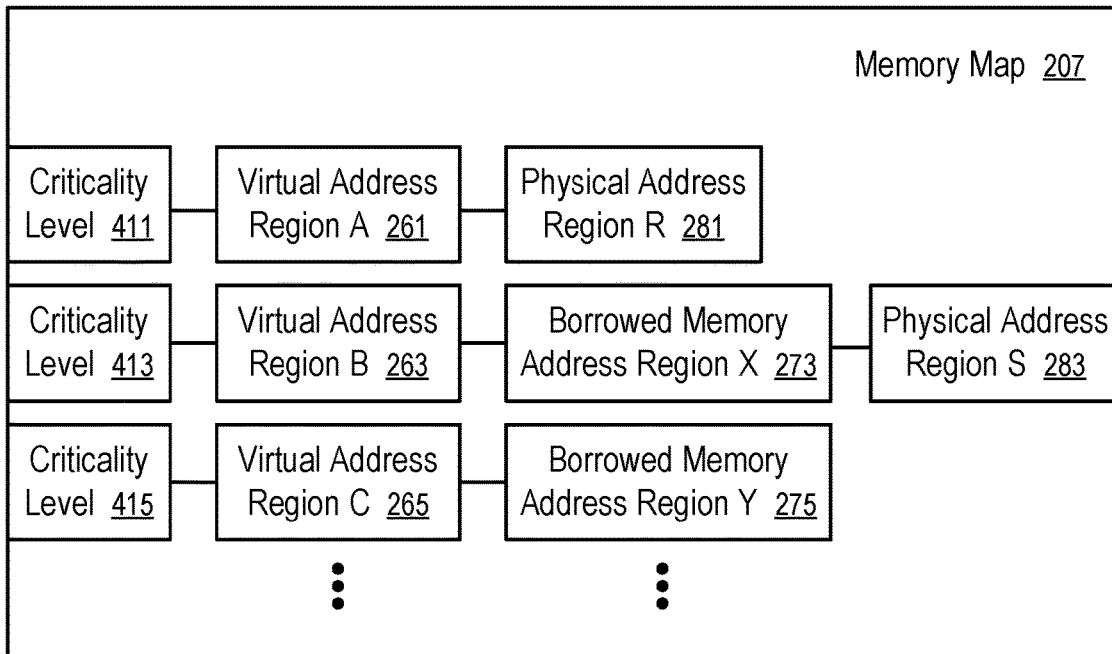 Memory Map 207
Criticality
Level 411
Virtual Address
Region A 261
Physical Address
Region R 281
Criticality
Level 413
Virtual Address
Region B 263
Borrowed Memory
Address Region X 273
Physical Address
Region S 283
Criticality
Level 415
Virtual Address
Region C 265
Borrowed Memory
Address Region Y 275